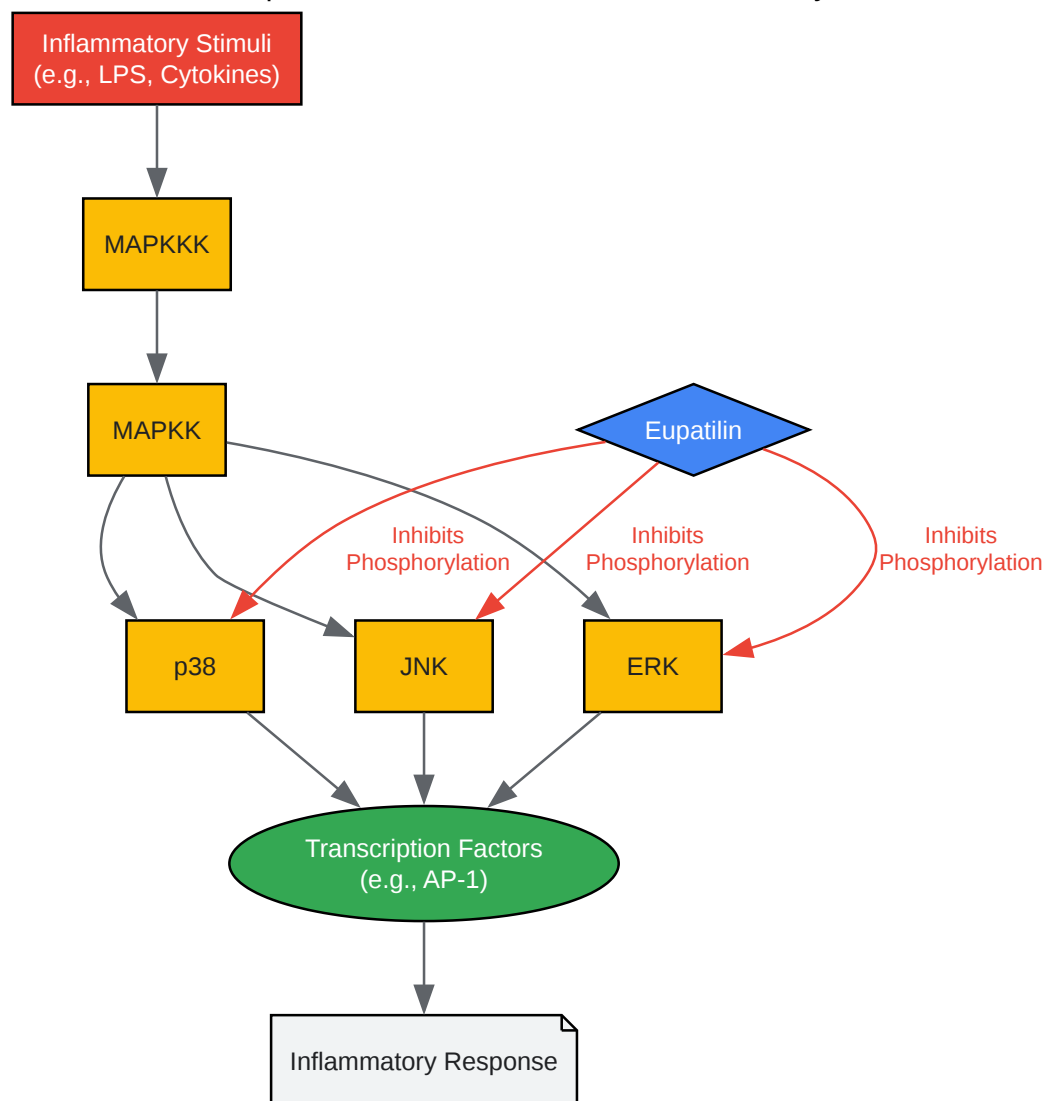 Inflammatory Stimuli
(e.g., LPS, Cytokines)
MAPKKK
MAPKK
Eupatilin
Inhibits
Phosphorylation
Inhibits
Phosphorylation
Inhibits
Phosphorylation
p38
JNK
ERK
Transcription Factors
(e.g., AP-1)
Inflammatory Response